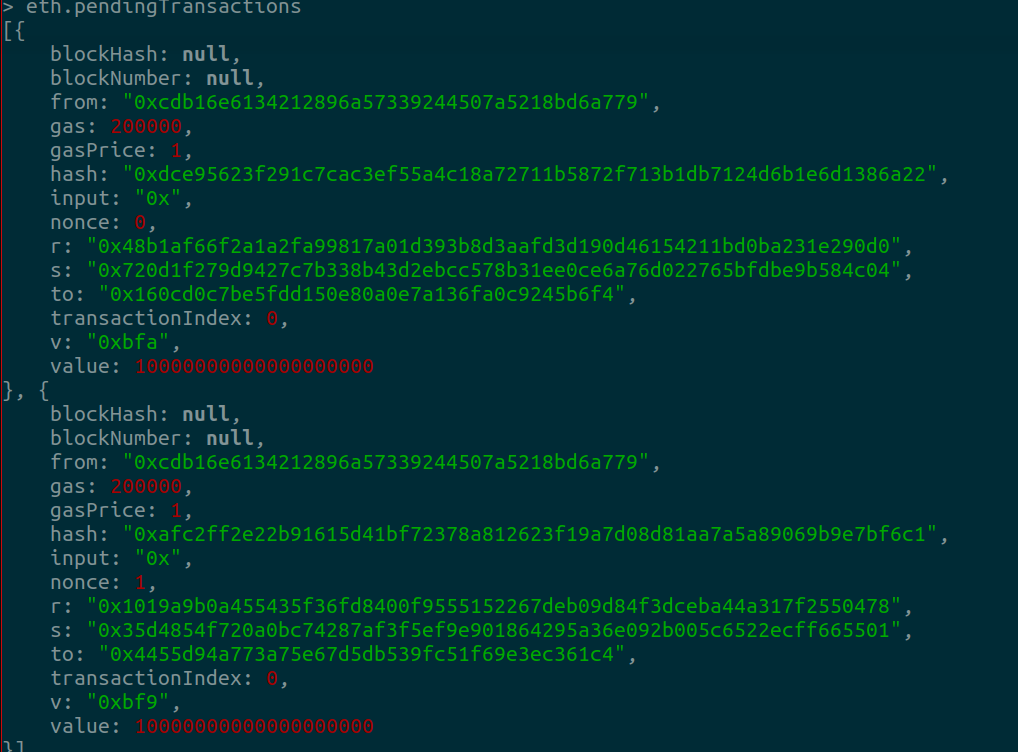 > eth.pendingTransactions
[{
    blockHash: null,
    blockNumber: null,
    from: "0xcdb16e6134212896a57339244507a5218bd6a779",
    gas: 200000,
    gasPrice: 1,
    hash: "0xdce95623f291c7cac3ef55a4c18a72711b5872f713b1db7124d6b1e6d1386a22",
    input: "0x",
    nonce: 0,
    r: "0x48b1af66f2a1a2fa99817a01d393b8d3aafd3d190d46154211bd0ba231e290d0",
    s: "0x720d1f279d9427c7b338b43d2ebcc578b31ee0ce6a76d022765bfdbe9b584c04",
    to: "0x160cd0c7be5fdd150e80a0e7a136fa0c9245b6f4",
    transactionIndex: 0,
    v: "0xbfa",
    value: 10000000000000000000
}, {
    blockHash: null,
    blockNumber: null,
    from: "0xcdb16e6134212896a57339244507a5218bd6a779",
    gas: 200000,
    gasPrice: 1,
    hash: "0xafc2ff2e22b91615d41bf72378a812623f19a7d08d81aa7a5a89069b9e7bf6c1",
    input: "0x",
    nonce: 1,
    r: "0x1019a9b0a455435f36fd8400f9555152267deb09d84f3dceba44a317f2550478",
    s: "0x35d4854f720a0bc74287af3f5ef9e901864295a36e092b005c6522ecff665501",
    to: "0x4455d94a773a75e67d5db539fc51f69e3ec361c4",
    transactionIndex: 0,
    v: "0xbf9",
    value: 10000000000000000000
}]